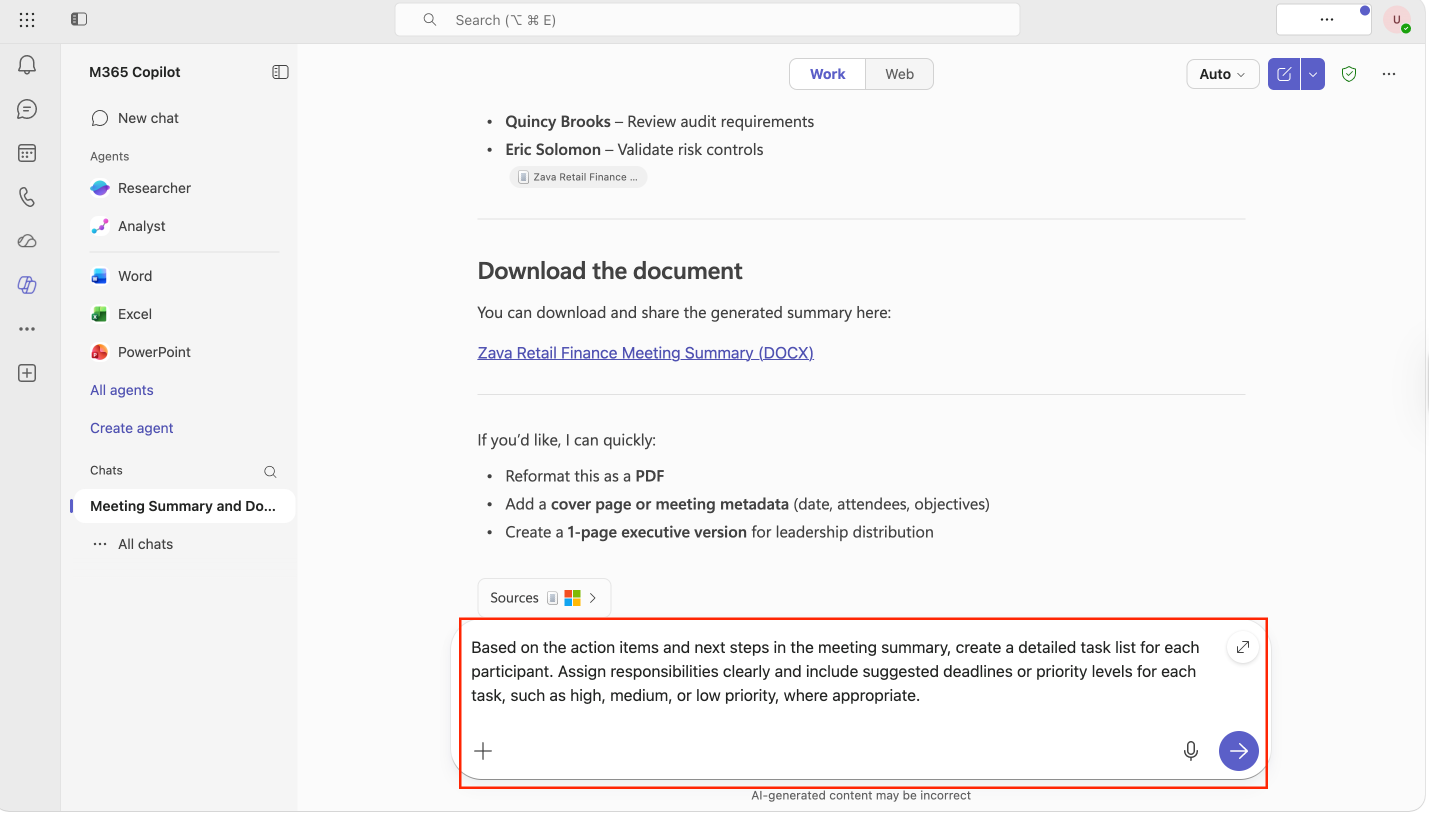 Search (⌥ ⌘ E)
U
M365 Copilot
New chat
Agents
Researcher
Analyst
Word
Excel
PowerPoint
All agents
Create agent
Chats
Meeting Summary and Do...
All chats
Work
Web
Auto
• Quincy Brooks – Review audit requirements
• Eric Solomon – Validate risk controls
Zava Retail Finance ...
Download the document
You can download and share the generated summary here:
Zava Retail Finance Meeting Summary (DOCX)
If you’d like, I can quickly:
• Reformat this as a PDF
• Add a cover page or meeting metadata (date, attendees, objectives)
• Create a 1-page executive version for leadership distribution
Sources
Based on the action items and next steps in the meeting summary, create a detailed task list for each
participant. Assign responsibilities clearly and include suggested deadlines or priority levels for each
task, such as high, medium, or low priority, where appropriate.
AI-generated content may be incorrect